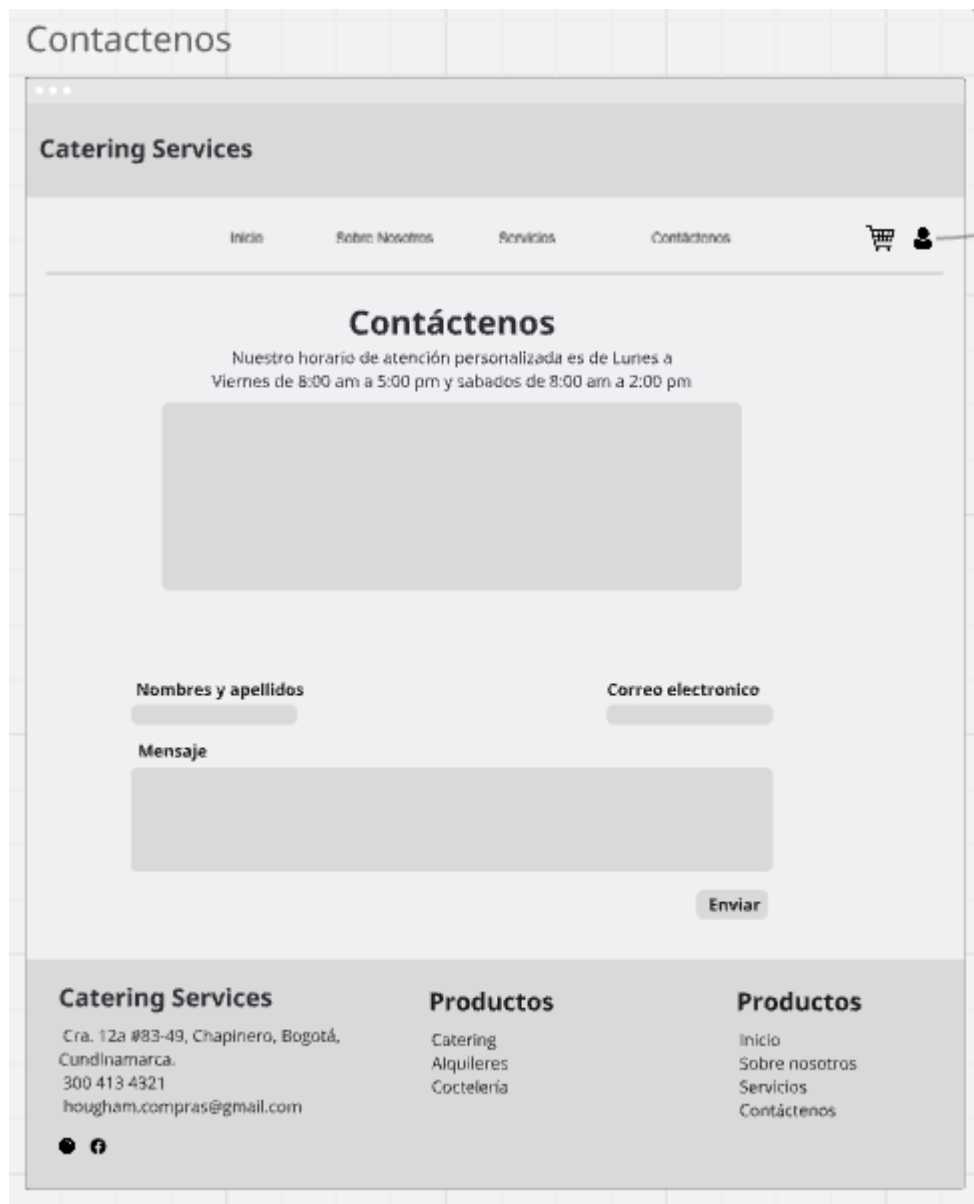 Contactenos
Catering Services
Inicio Sobre Nosotros Servicios Contáctenos
Contáctenos
Nuestro horario de atención personalizada es de Lunes a
Viernes de 8:00 am a 5:00 pm y sabados de 8:00 am a 2:00 pm
Nombres y apellidos Correo electronico
Mensaje
Enviar
Catering Services Productos Productos
Cra. 12a #83-49, Chapinero, Bogotá, Catering Inicio
Cundinamarca. Alquileres Sobre nosotros
300 413 4321 Coctelería Servicios
hougham.compras@gmail.com Contáctenos